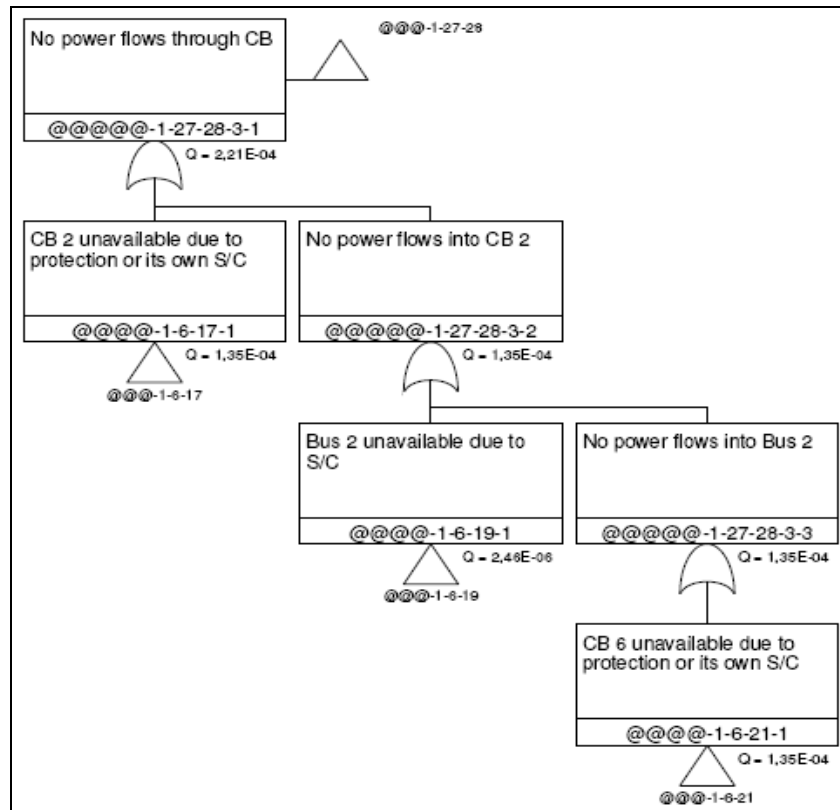 No power flows through CB
@@@-1-27-28
@@@@@-1-27-28-3-1
Q = 2,21E-04
CB 2 unavailable due to
protection or its own S/C
@@@@-1-6-17-1
Q = 1,35E-04
@@@-1-6-17
No power flows into CB 2
@@@@@-1-27-28-3-2
Q = 1,35E-04
Bus 2 unavailable due to
S/C
@@@@-1-6-19-1
Q = 2,46E-06
@@@-1-6-19
No power flows into Bus 2
@@@@@-1-27-28-3-3
Q = 1,35E-04
CB 6 unavailable due to
protection or its own S/C
@@@@-1-6-21-1
Q = 1,35E-04
@@@-1-6-21